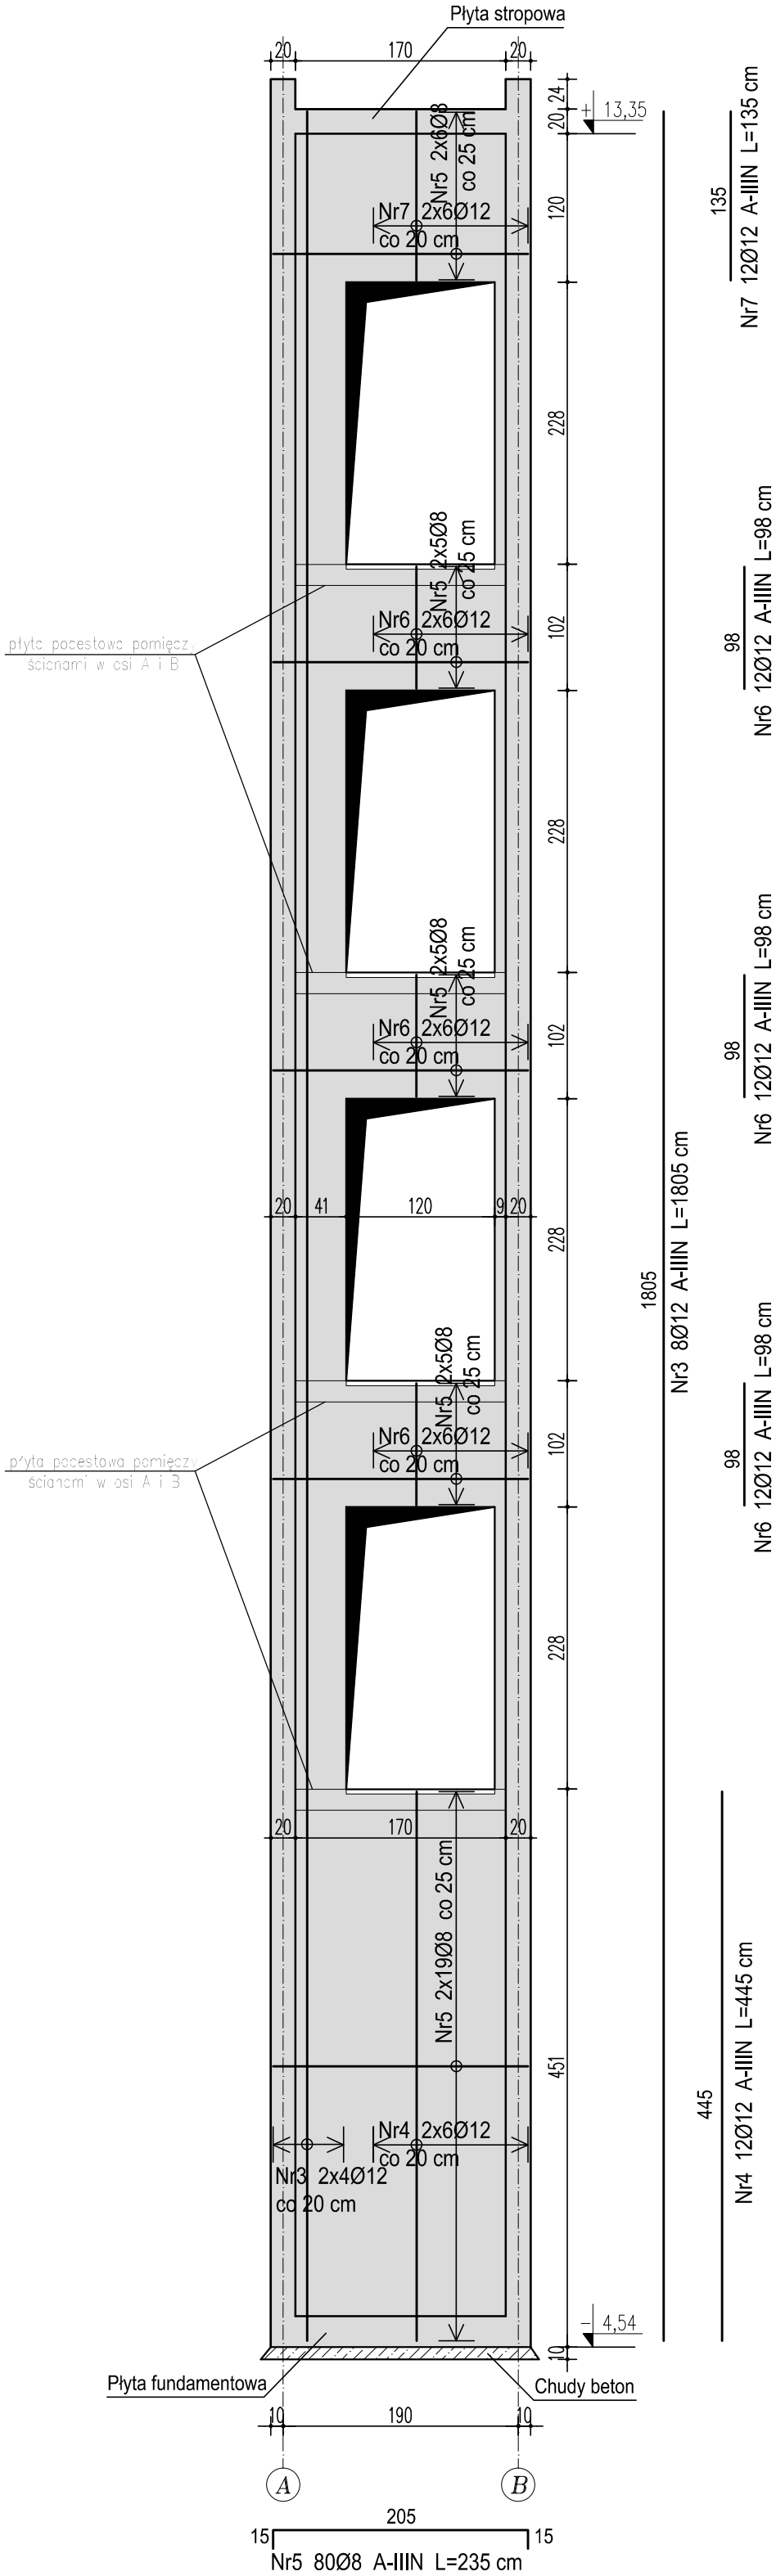 Płyta stropowa
20
170
20
24
20
13,35
Nr5 2x6Ø8
co 25 cm
Nr7 2x6Ø12
co 20 cm
120
135
Nr7 12Ø12 A-IIIN L=135 cm
228
Nr5 2x5Ø8
co 25 cm
Nr6 2x6Ø12
co 20 cm
102
98
Nr6 12Ø12 A-IIIN L=98 cm
ścianami w osi A i B
228
Nr5 2x5Ø8
co 25 cm
Nr6 2x6Ø12
co 20 cm
102
98
Nr6 12Ø12 A-IIIN L=98 cm
20
41
120
9
20
228
1805
Nr3 8Ø12 A-IIIN L=1805 cm
Nr5 2x5Ø8
co 25 cm
Nr6 2x6Ø12
co 20 cm
102
98
Nr6 12Ø12 A-IIIN L=98 cm
ścianami w osi A i B
228
20
170
20
Nr5 2x19Ø8 co 25 cm
451
445
Nr4 12Ø12 A-IIIN L=445 cm
Nr4 2x6Ø12
co 20 cm
Nr3 2x4Ø12
co 20 cm
- 4,54
10
Płyta fundamentowa
Chudy beton
10
190
10
A
B
205
15
15
Nr5 80Ø8 A-IIIN L=235 cm